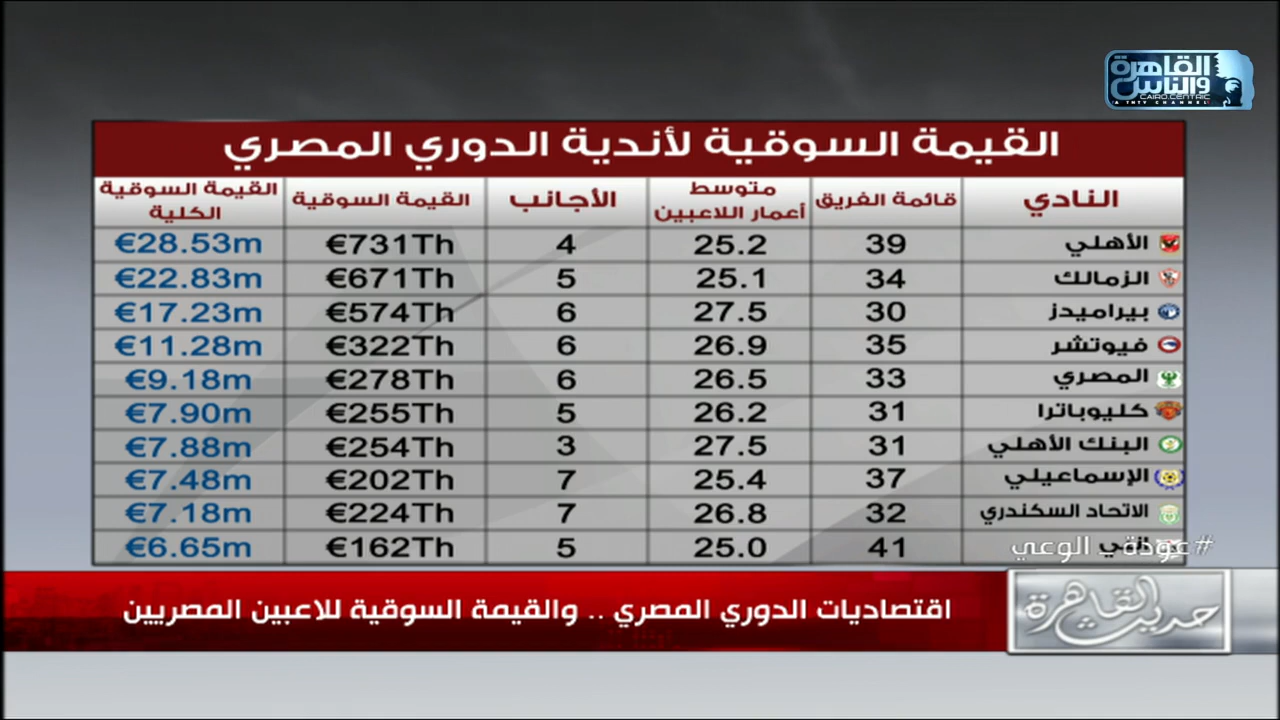 القاهرة
والناس
CAIRO.CENTRIC
A TNTV CHANNEL
القيمة السوقية لأندية الدوري المصري
النادي قائمة الفريق متوسط أعمار اللاعبين الأجانب القيمة السوقية القيمة السوقية الكلية
الأهلي 39 25.2 4 €731Th €28.53m
الزمالك 34 25.1 5 €671Th €22.83m
بيراميدز 30 27.5 6 €574Th €17.23m
فيوتشر 35 26.9 6 €322Th €11.28m
المصري 33 26.5 6 €278Th €9.18m
كليوباترا 31 26.2 5 €255Th €7.90m
البنك الأهلي 31 27.5 3 €254Th €7.88m
الإسماعيلي 37 25.4 7 €202Th €7.48m
الاتحاد السكندري 32 26.8 7 €224Th €7.18m
إنبي 41 25.0 5 €162Th €6.65m
#عودة_الوعي
حديث القاهرة
اقتصاديات الدوري المصري .. والقيمة السوقية للاعبين المصريين